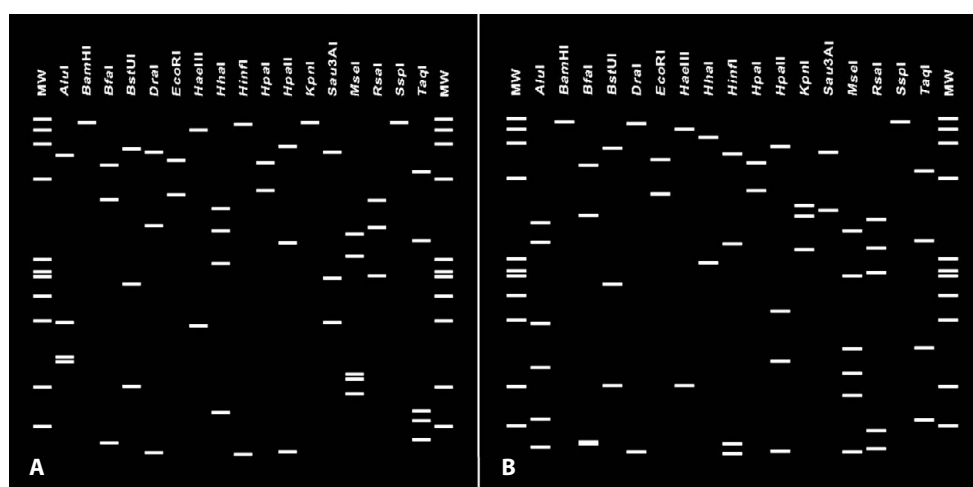 MW AluI BamHI BfaI BstUI DraI EcoRI HaeIII HhaI HinfI HpaI HpaII KpnI Sau3AI MseI RsaI SspI TaqI MW
MW AluI BamHI BfaI BstUI DraI EcoRI HaeIII HhaI HinfI HpaI HpaII KpnI Sau3AI MseI RsaI SspI TaqI MW
A
B